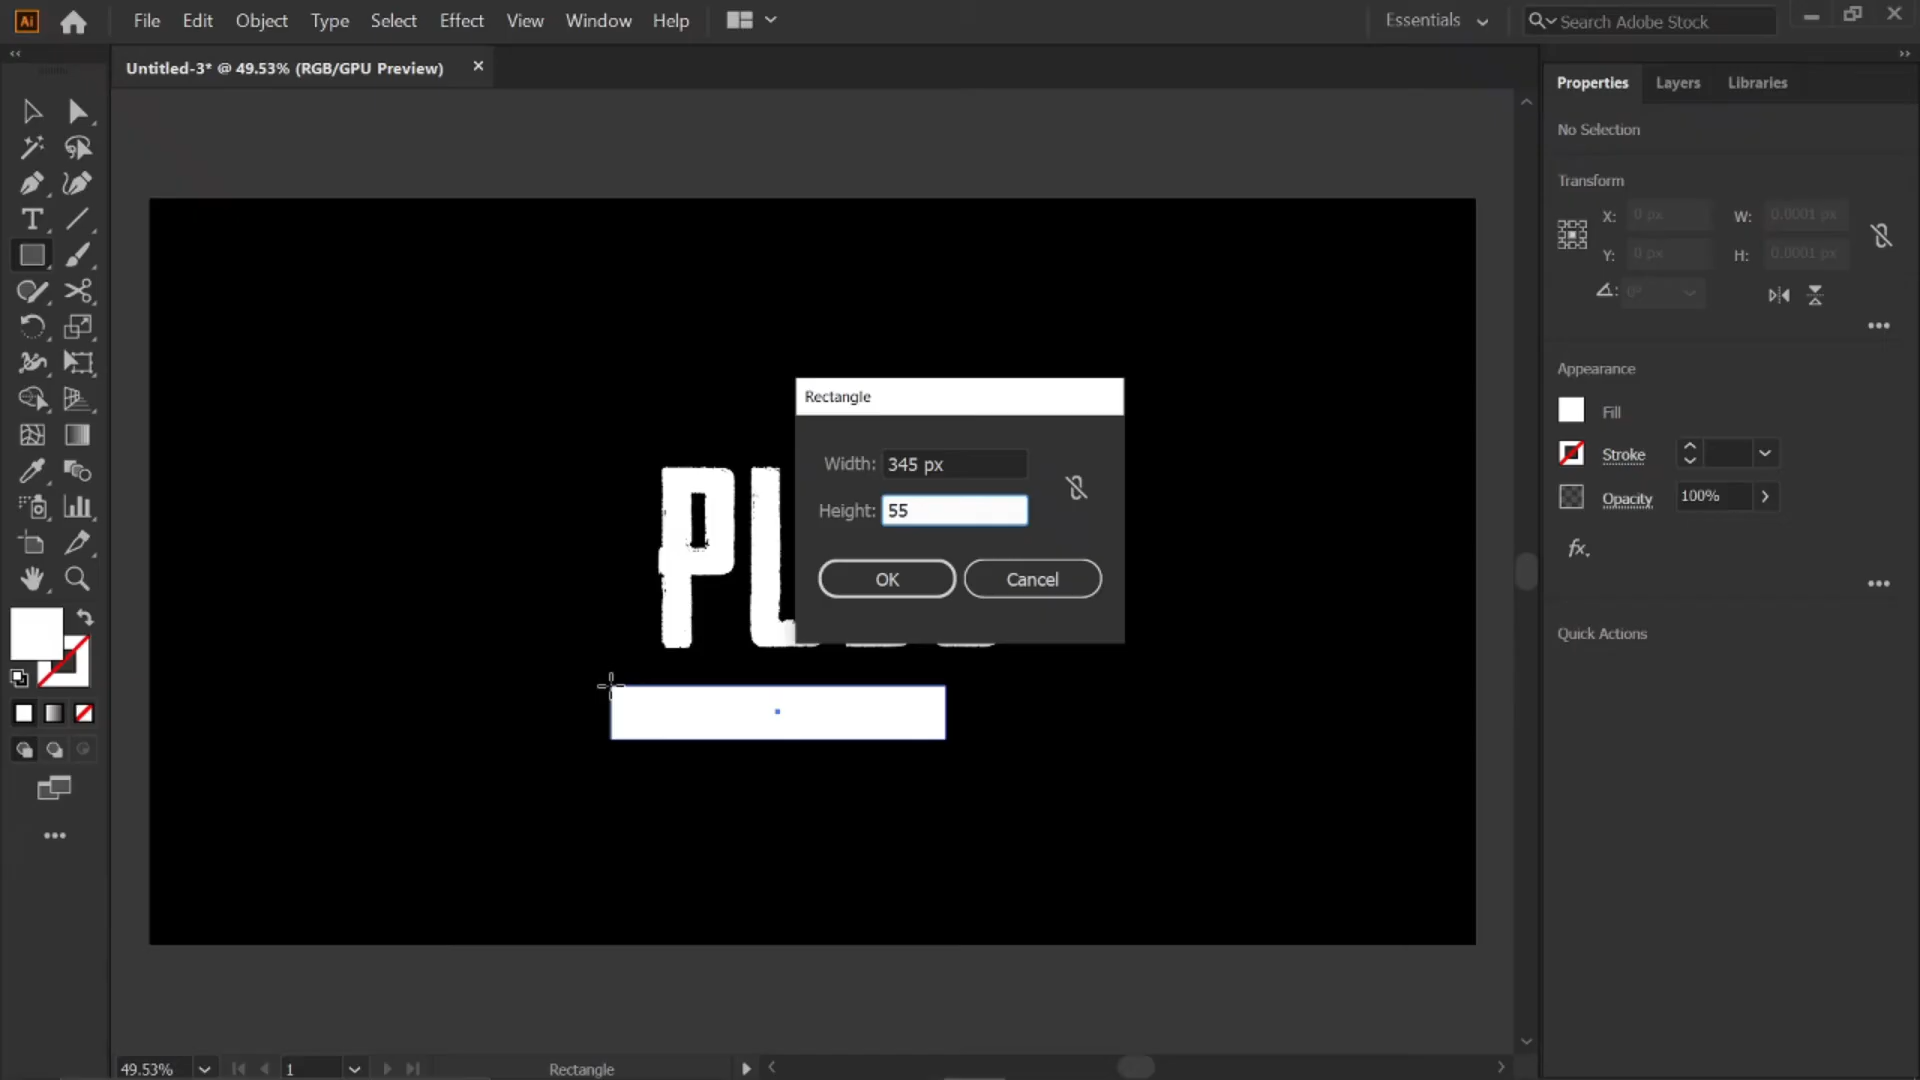 Ai File Edit Object Type Select Effect View Window Help Essentials Search Adobe Stock
Untitled-3* @ 49.53% (RGB/GPU Preview) ×
Properties Layers Libraries
No Selection
Transform
X: 0 px W: 0.0001 px
Y: 0 px H: 0.0001 px
0°
Appearance
Fill
Stroke
Opacity 100%
fx.
Quick Actions
Rectangle
Width: 345 px
Height: 55
OK Cancel
49.53% 1 Rectangle